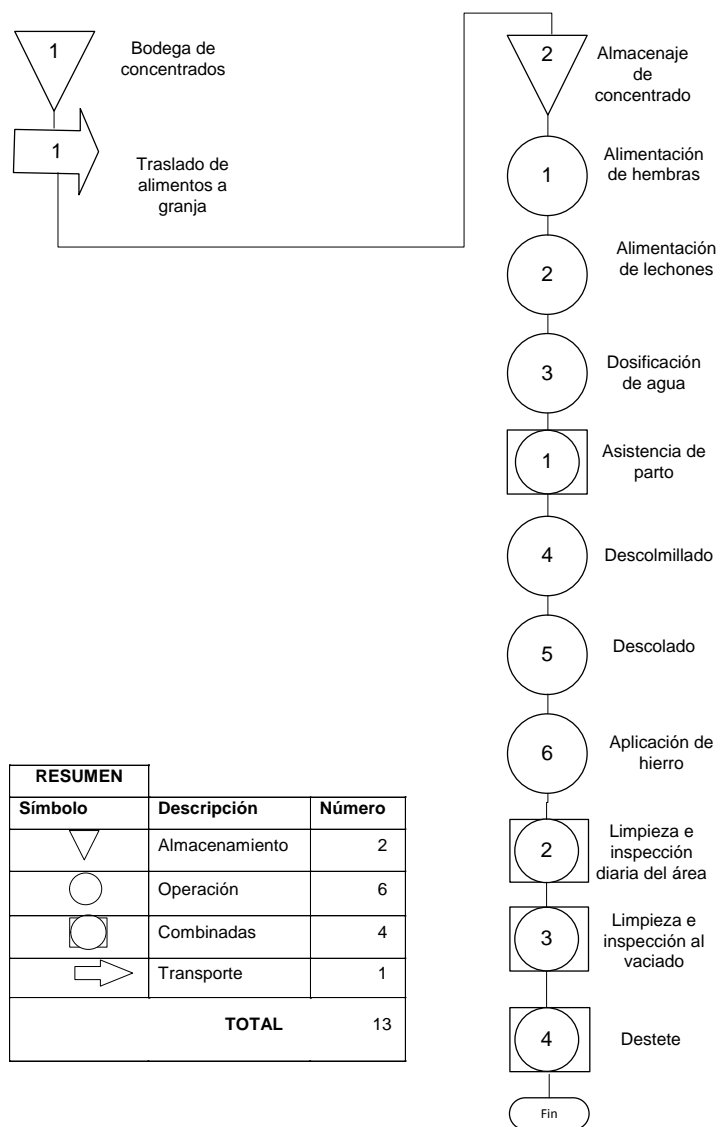 1
Bodega de
concentrados
1
Traslado de
alimentos a
granja
2
Almacenaje
de
concentrado
1
Alimentación
de hembras
2
Alimentación
de lechones
3
Dosificación
de agua
1
Asistencia de
parto
4
Descolmillado
5
Descolado
6
Aplicación de
hierro
2
Limpieza e
inspección
diaria del área
3
Limpieza e
inspección al
vaciado
4
Destete
Fin
RESUMEN
Símbolo Descripción Número
Almacenamiento 2
Operación 6
Combinadas 4
Transporte 1
TOTAL 13